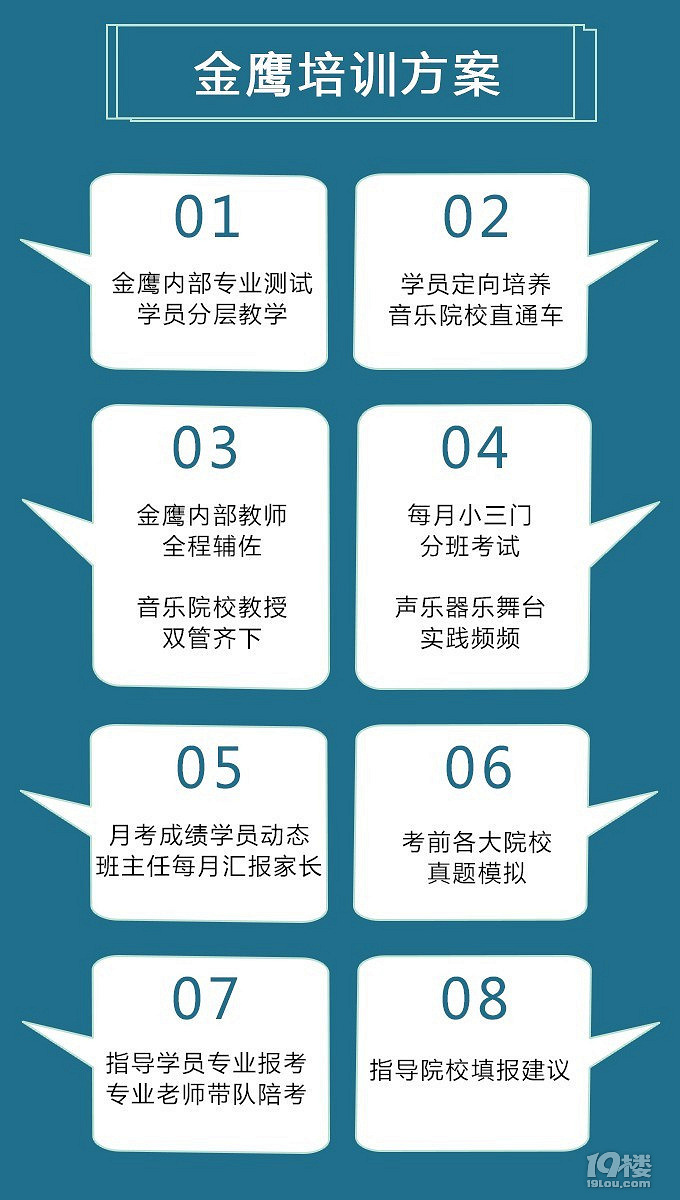 金鹰培训方案
01
金鹰内部专业测试
学员分层教学
02
学员定向培养
音乐院校直通车
03
金鹰内部教师
全程辅佐
音乐院校教授
双管齐下
04
每月小三门
分班考试
声乐器乐舞台
实践频频
05
月考成绩学员动态
班主任每月汇报家长
06
考前各大院校
真题模拟
07
指导学员专业报考
专业老师带队陪考
08
指导院校填报建议
19楼
19lou.com